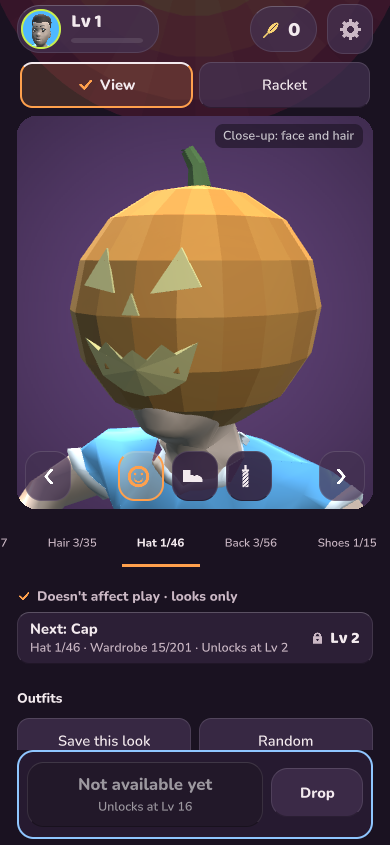 Lv 1
0
View
Racket
Close-up: face and hair
7
Hair 3/35
Hat 1/46
Back 3/56
Shoes 1/15
Doesn't affect play · looks only
Next: Cap
Hat 1/46 · Wardrobe 15/201 · Unlocks at Lv 2
Lv 2
Outfits
Save this look
Random
Not available yet
Unlocks at Lv 16
Drop